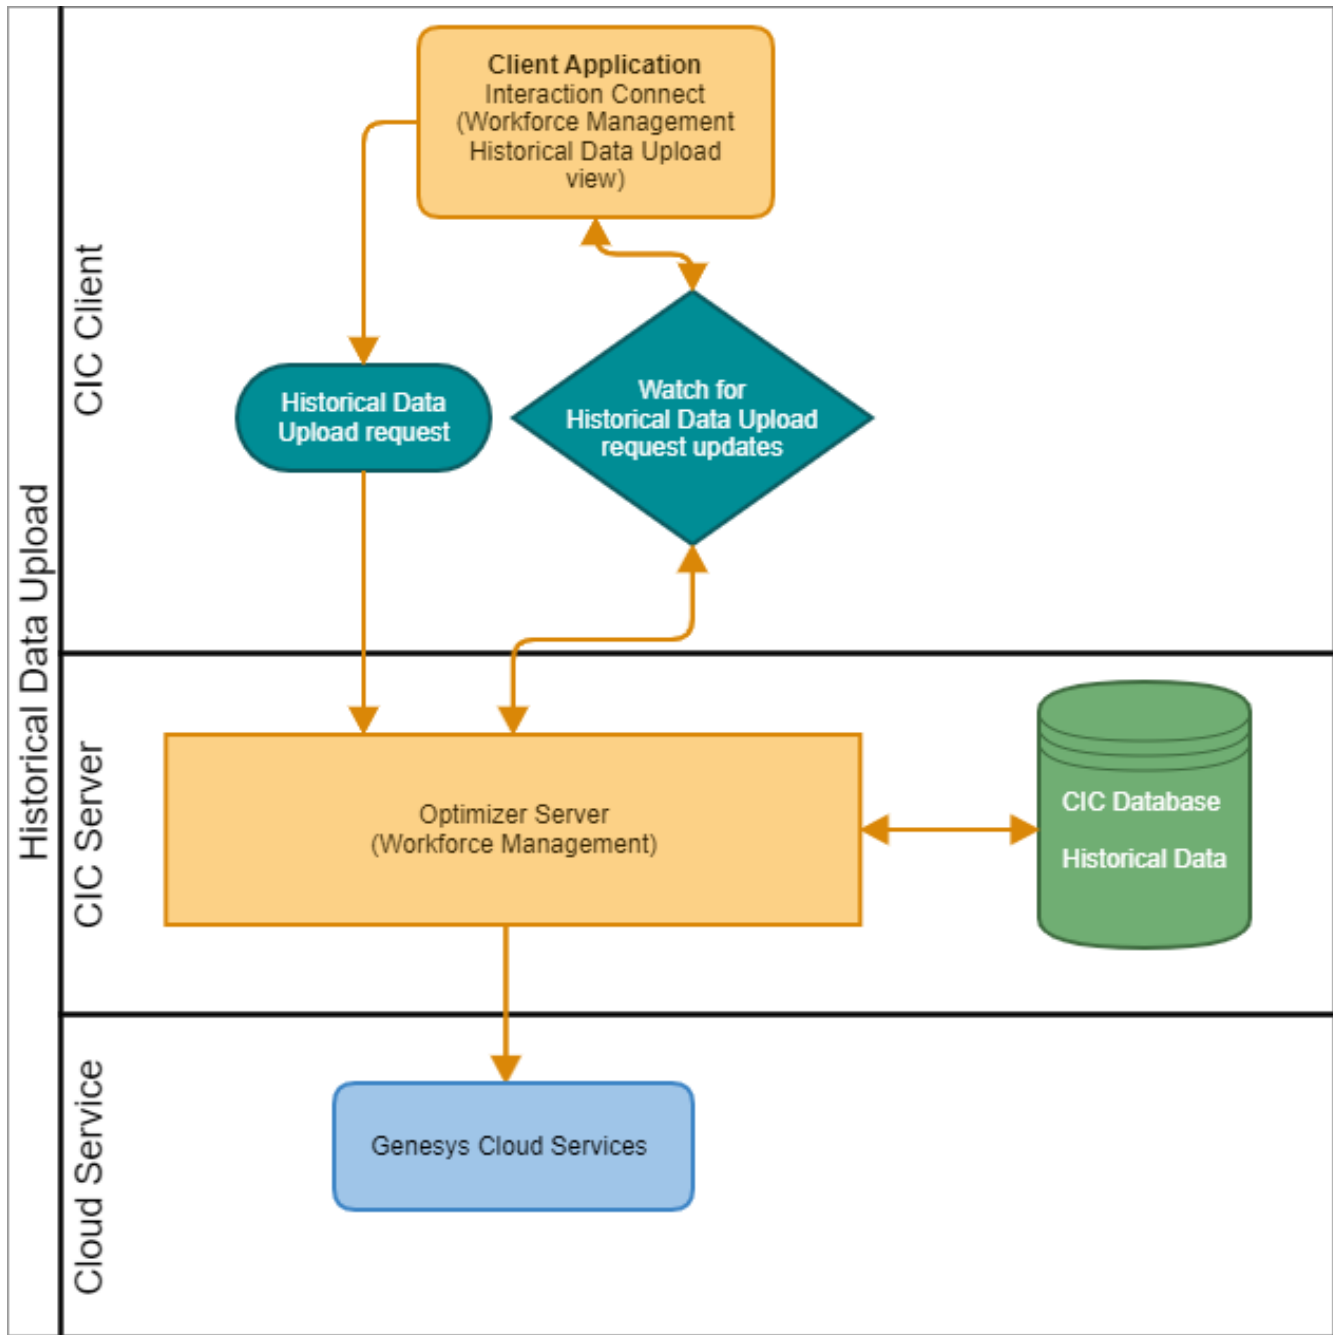 Historical Data Upload
CIC Client
Client Application
Interaction Connect
(Workforce Management
Historical Data Upload
view)
Historical Data
Upload request
Watch for
Historical Data Upload
request updates
CIC Server
Optimizer Server
(Workforce Management)
CIC Database
Historical Data
Cloud Service
Genesys Cloud Services